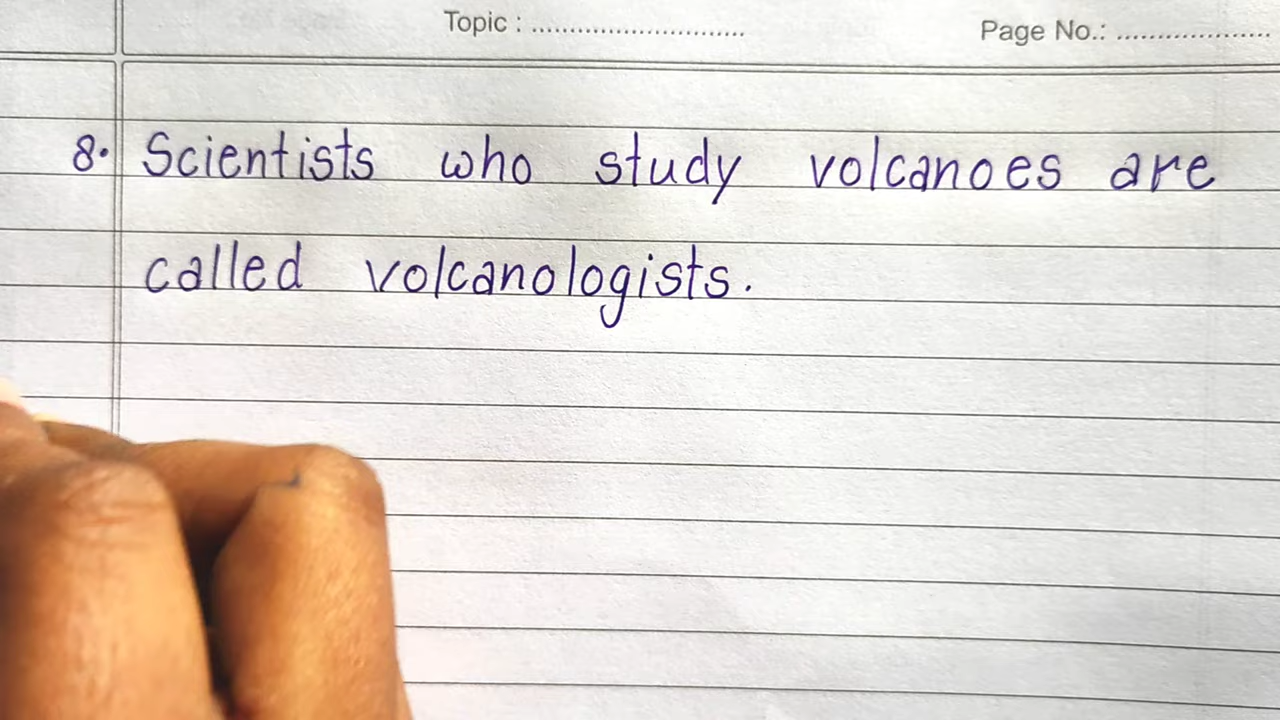 Topic : ............................ Page No.: .....................
8. Scientists who study volcanoes are
called volcanologists.